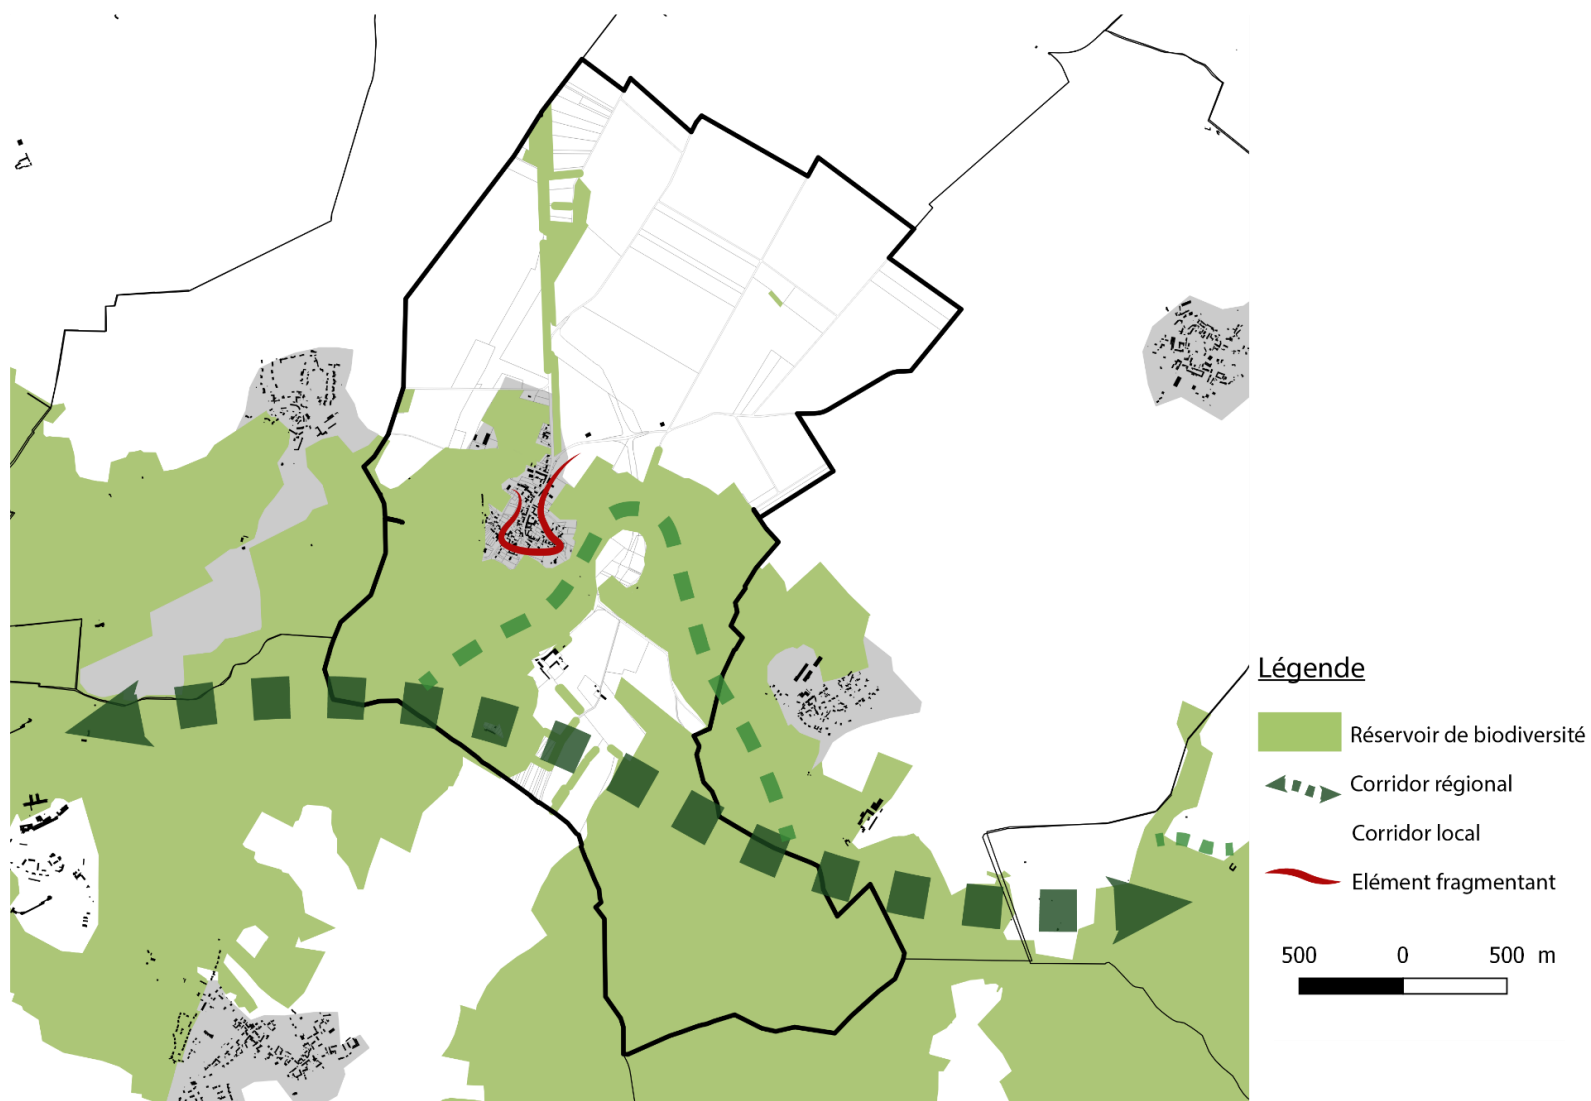 Légende
Réservoir de biodiversité
Corridor régional
Corridor local
Elément fragmentant
500 0 500 m